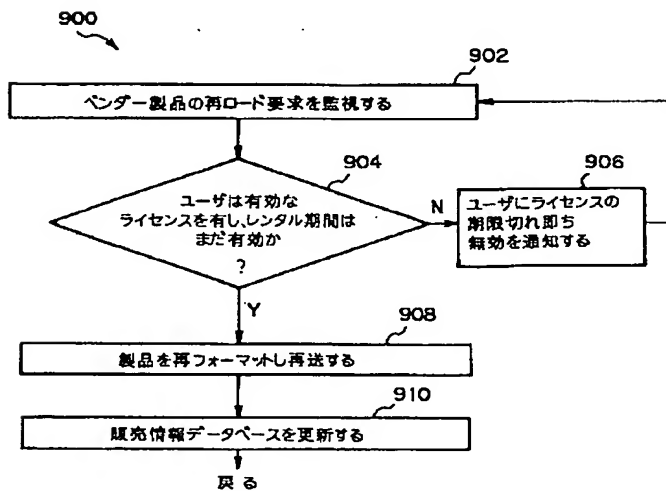 900
902
ベンダー製品の再ロード要求を監視する
904
ユーザは有効な
ライセンスを有し、レンタル期間は
まだ有効か
?
N
906
ユーザにライセンスの
期限切れ即ち
無効を通知する
Y
908
製品を再フォーマットし再送する
910
販売情報データベースを更新する
戻る